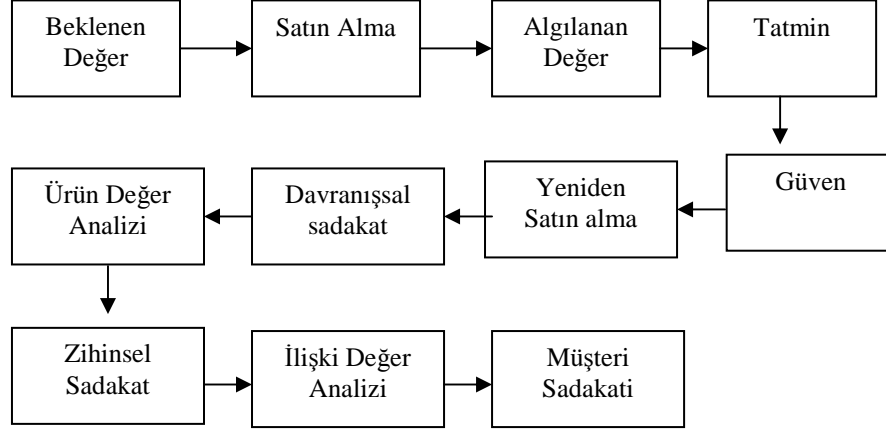 Beklenen
Değer
Satın Alma
Algılanan
Değer
Tatmin
Güven
Yeniden
Satın alma
Davranışsal
sadakat
Ürün Değer
Analizi
Zihinsel
Sadakat
İlişki Değer
Analizi
Müşteri
Sadakati